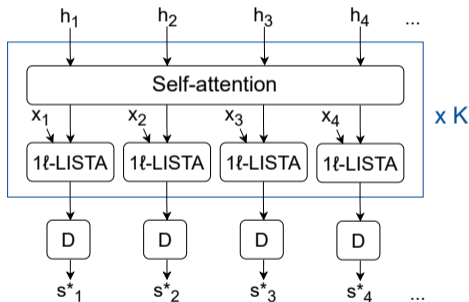 h1 h2 h3 h4 ...
Self-attention
x K
x1 x2 x3 x4
1ℓ-LISTA 1ℓ-LISTA 1ℓ-LISTA 1ℓ-LISTA
D D D D
s*1 s*2 s*3 s*4 ...